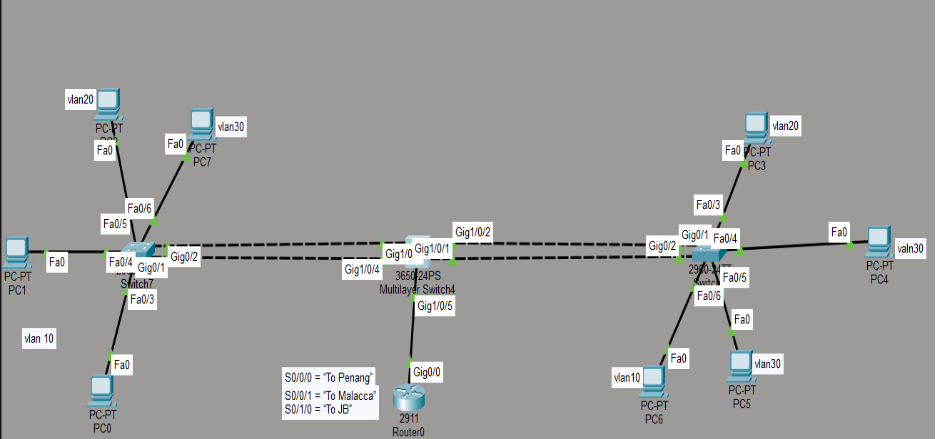 vlan20
PC-PT
Fa0
vlan30
Fa0
PC-PT
PC7
Fa0/6
Fa0/5
PC-PT
PC1
Fa0
Fa0/4
Gig0/1
Gig0/2
Switch7
Fa0/3
vlan 10
Fa0
PC-PT
PC0
Gig1/0/2
Gig1/0
Gig1/0/1
Gig1/0/4
3650-24PS
Multilayer Switch4
Gig1/0/5
Gig0/0
2911
Router0
S0/0/0 = "To Penang"
S0/0/1 = "To Malacca"
S0/1/0 = "To JB"
vlan20
Fa0
PC-PT
PC3
Fa0/3
Gig0/1
Gig0/2
Fa0/4
Fa0
valn30
PC-PT
PC4
Fa0/5
Fa0/6
Fa0
vlan30
PC-PT
PC5
Fa0
vlan10
PC-PT
PC6